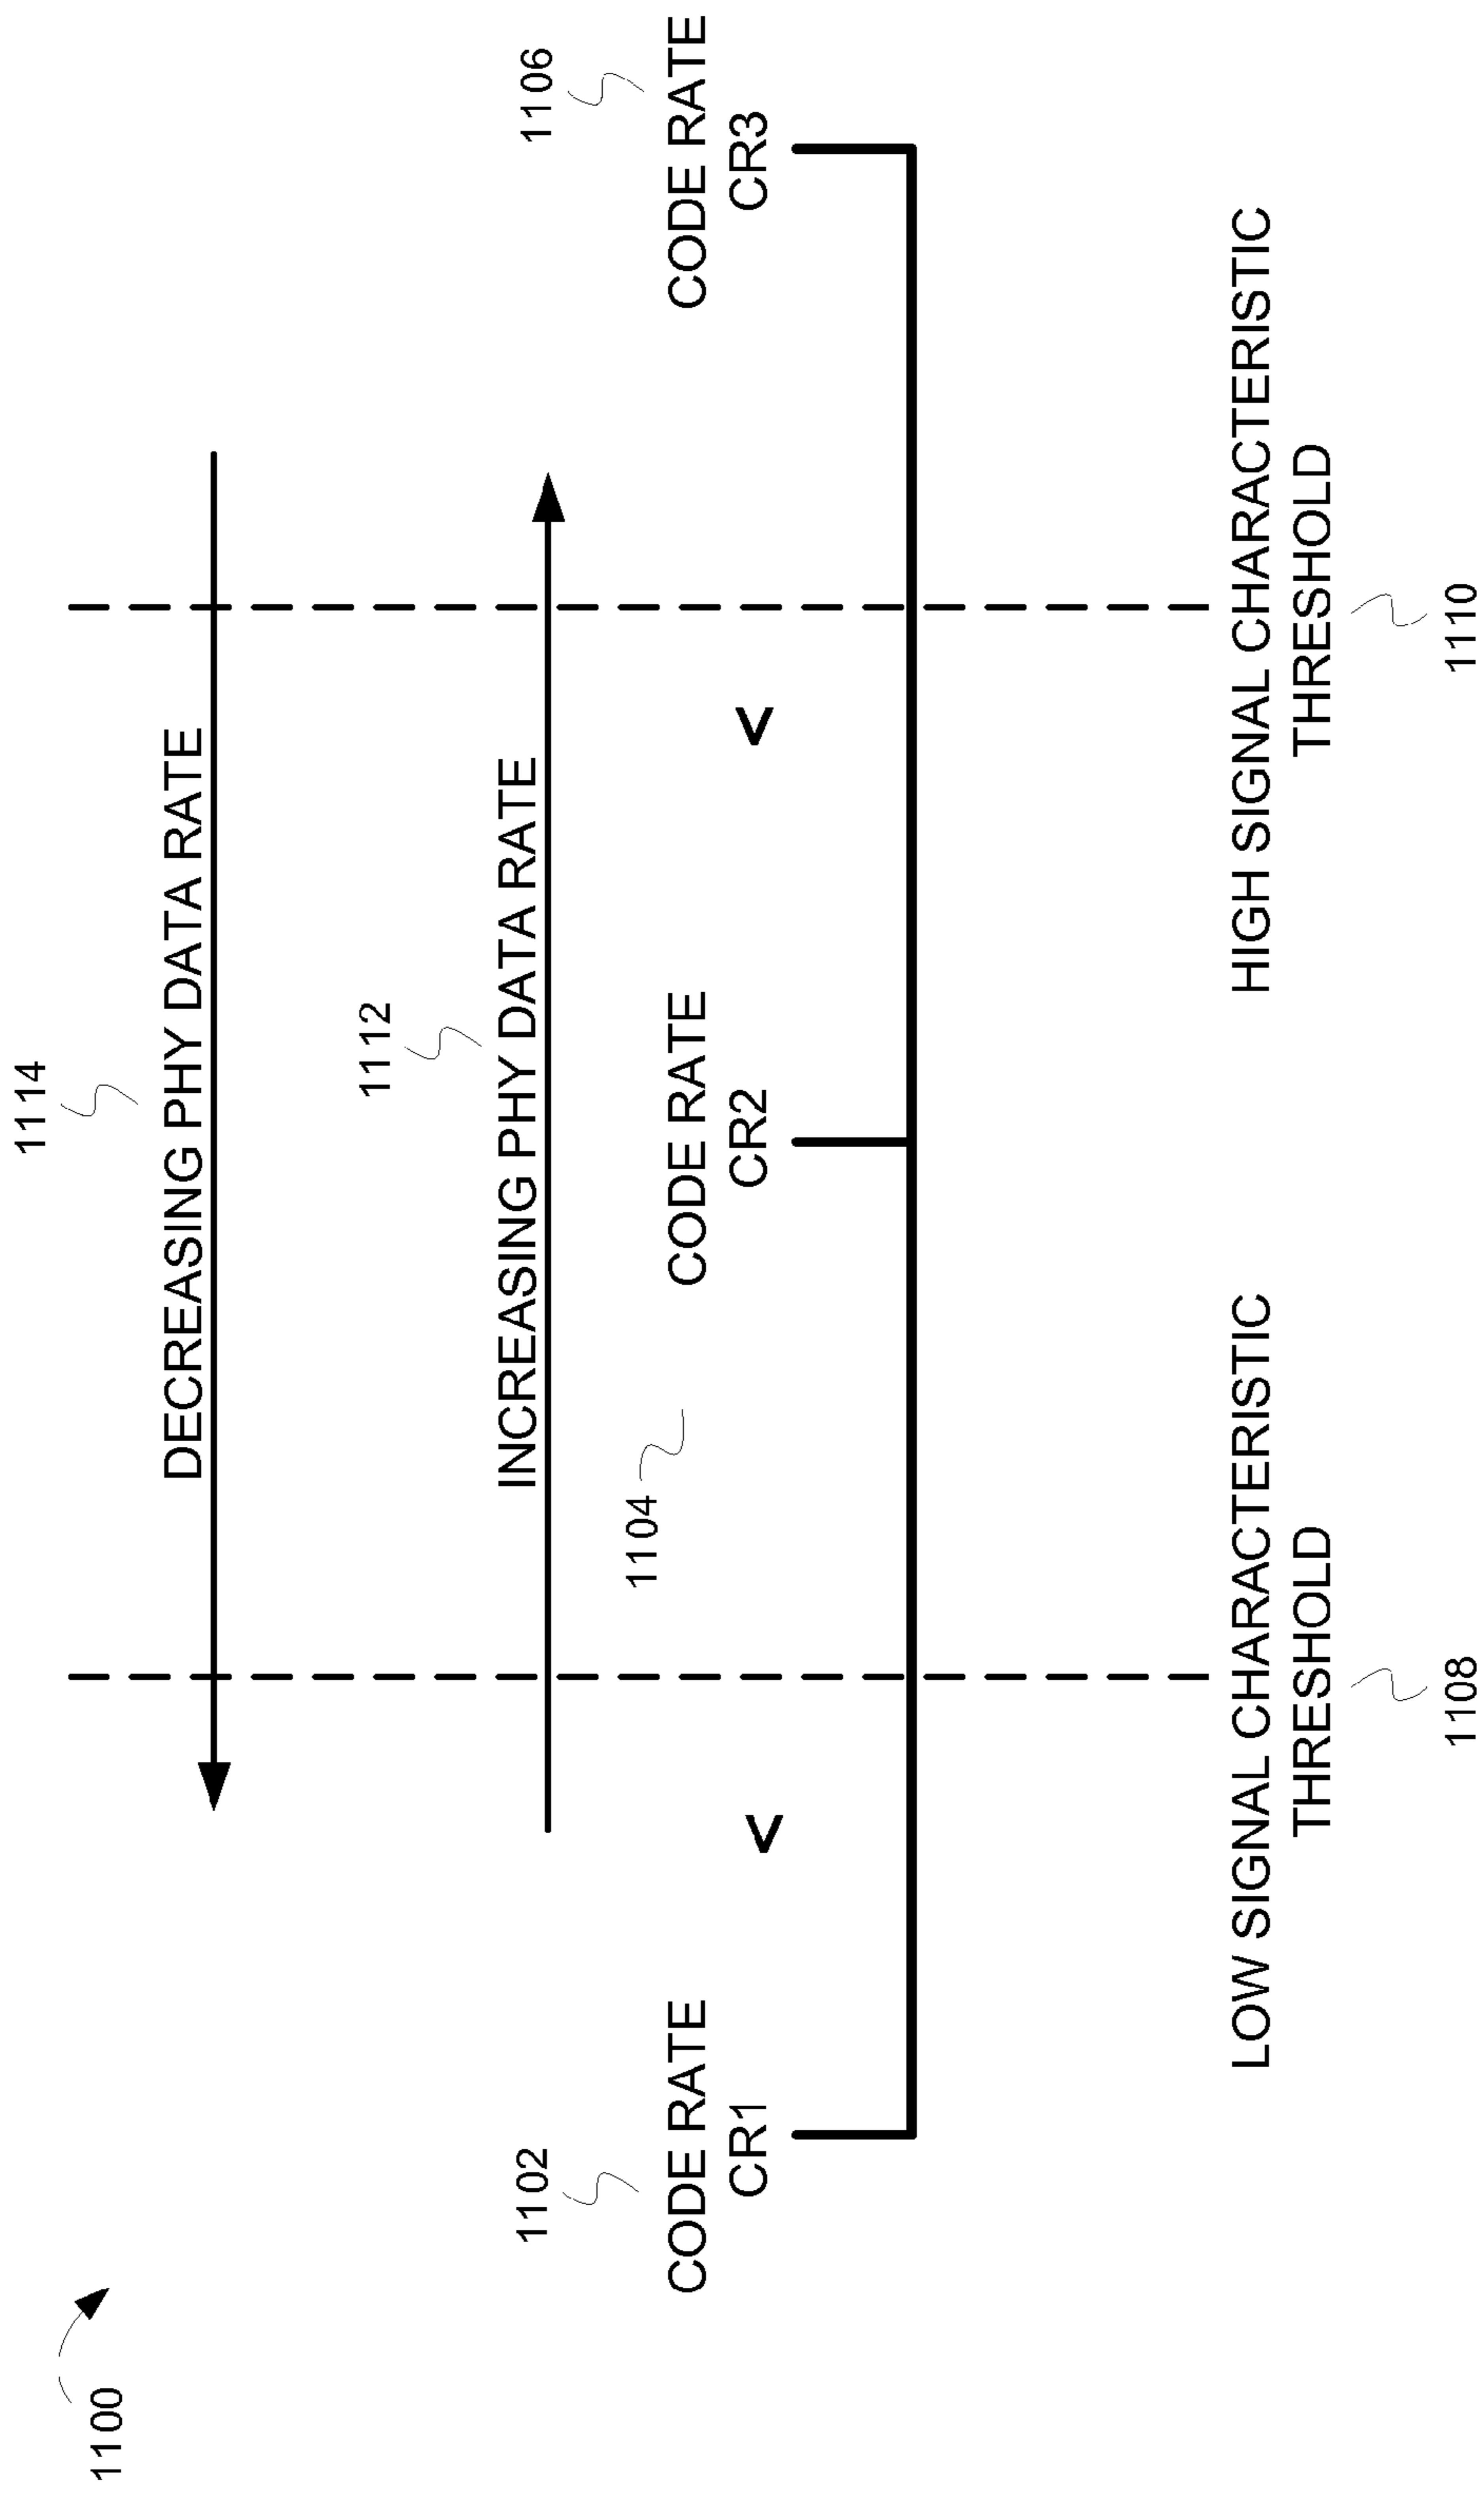 1114
1100
DECREASING PHY DATA RATE
1112
INCREASING PHY DATA RATE
1102
1104
1106
CODE RATE
CR1
<
CODE RATE
CR2
<
CODE RATE
CR3
LOW SIGNAL CHARACTERISTIC
THRESHOLD
1108
HIGH SIGNAL CHARACTERISTIC
THRESHOLD
1110